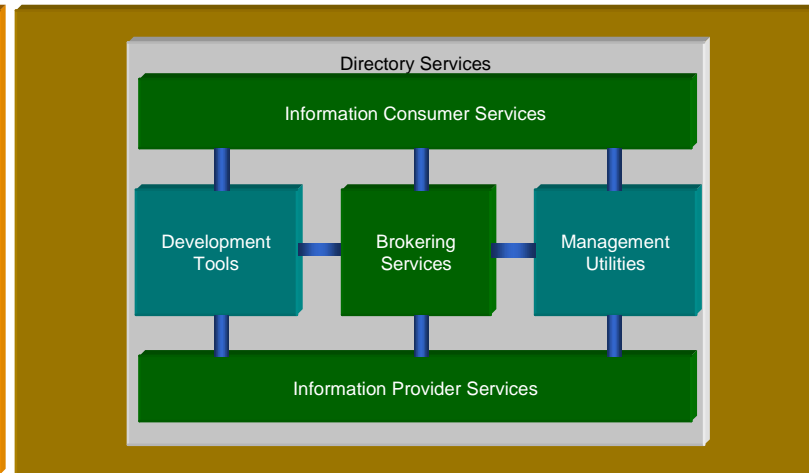 Directory Services
Information Consumer Services
Development
Tools
Brokering
Services
Management
Utilities
Information Provider Services